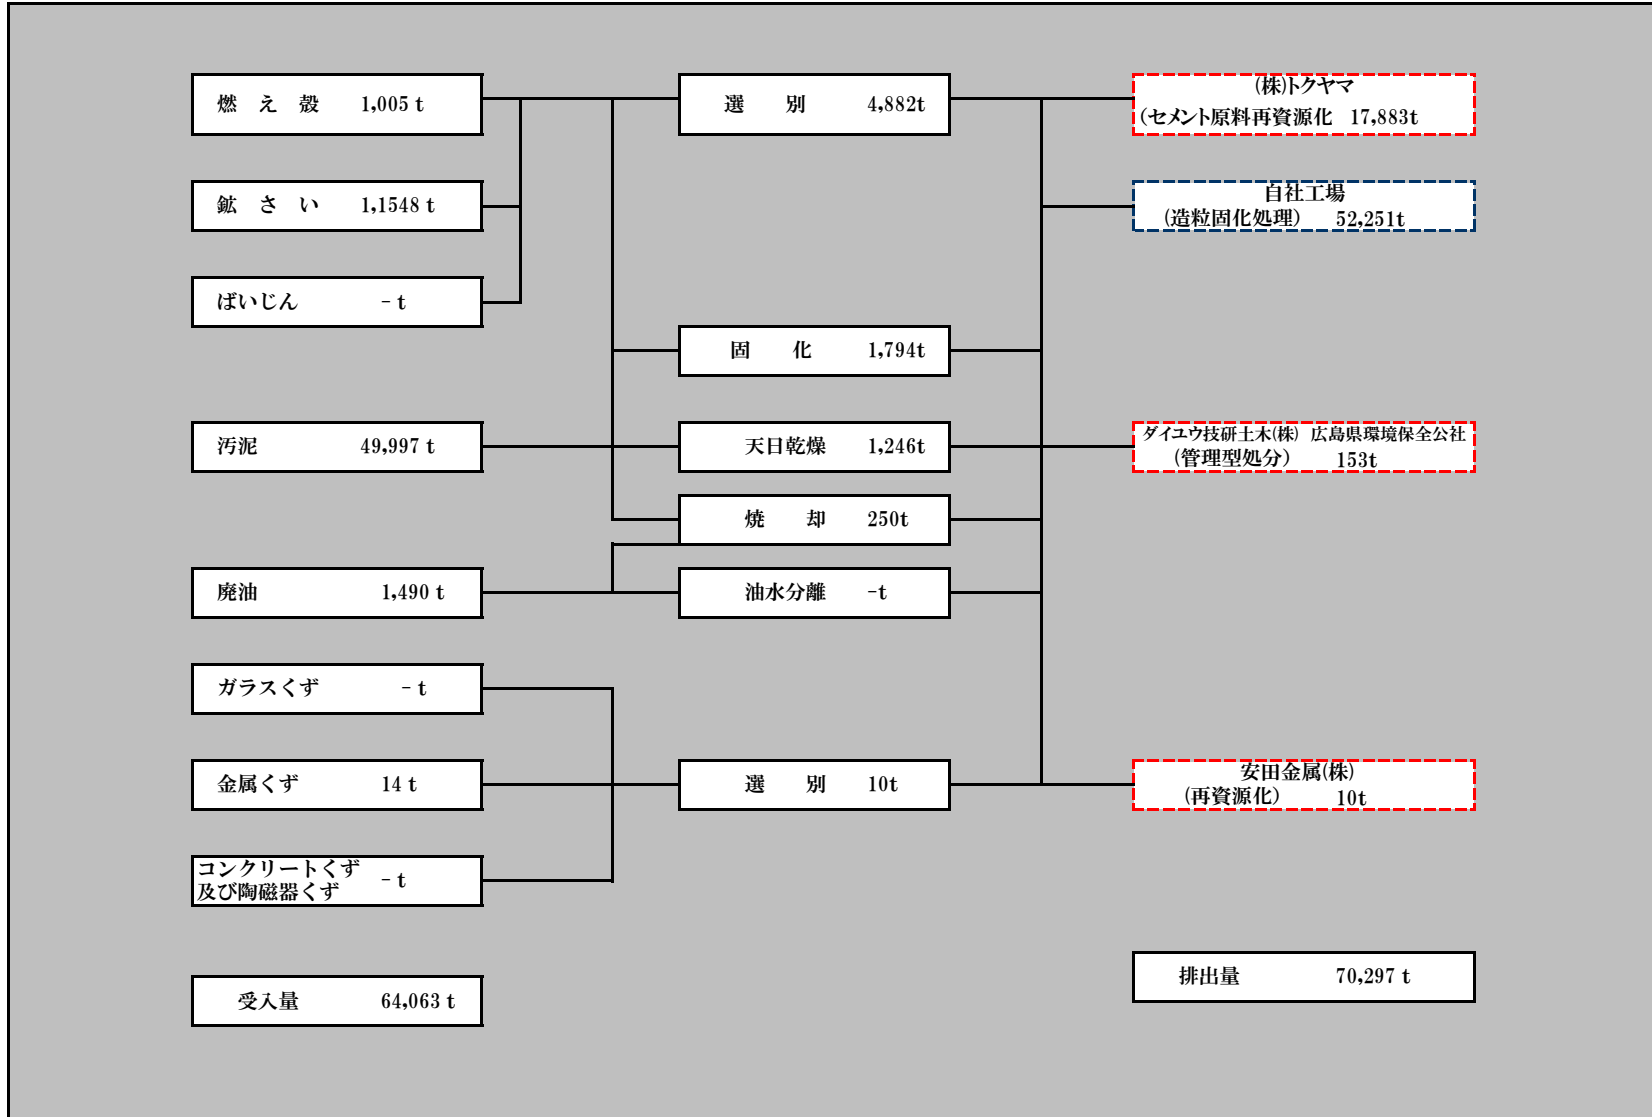 燃 え 殻 1,005 t
鉱 さ い 1,1548 t
ばいじん - t
汚泥 49,997 t
廃油 1,490 t
ガラスくず - t
金属くず 14 t
コンクリートくず
及び陶磁器くず - t
受入量 64,063 t
選 別 4,882t
固 化 1,794t
天日乾燥 1,246t
焼 却 250t
油水分離 -t
選 別 10t
(株)トクヤマ
(セメント原料再資源化 17,883t
自社工場
(造粒固化処理) 52,251t
ダイユウ技研土木(株) 広島県環境保全公社
(管理型処分) 153t
安田金属(株)
(再資源化) 10t
排出量 70,297 t